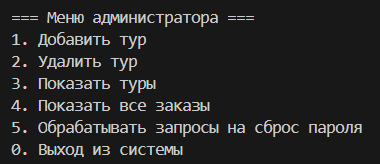 === Меню администратора ===
1. Добавить тур
2. Удалить тур
3. Показать туры
4. Показать все заказы
5. Обрабатывать запросы на сброс пароля
0. Выход из системы